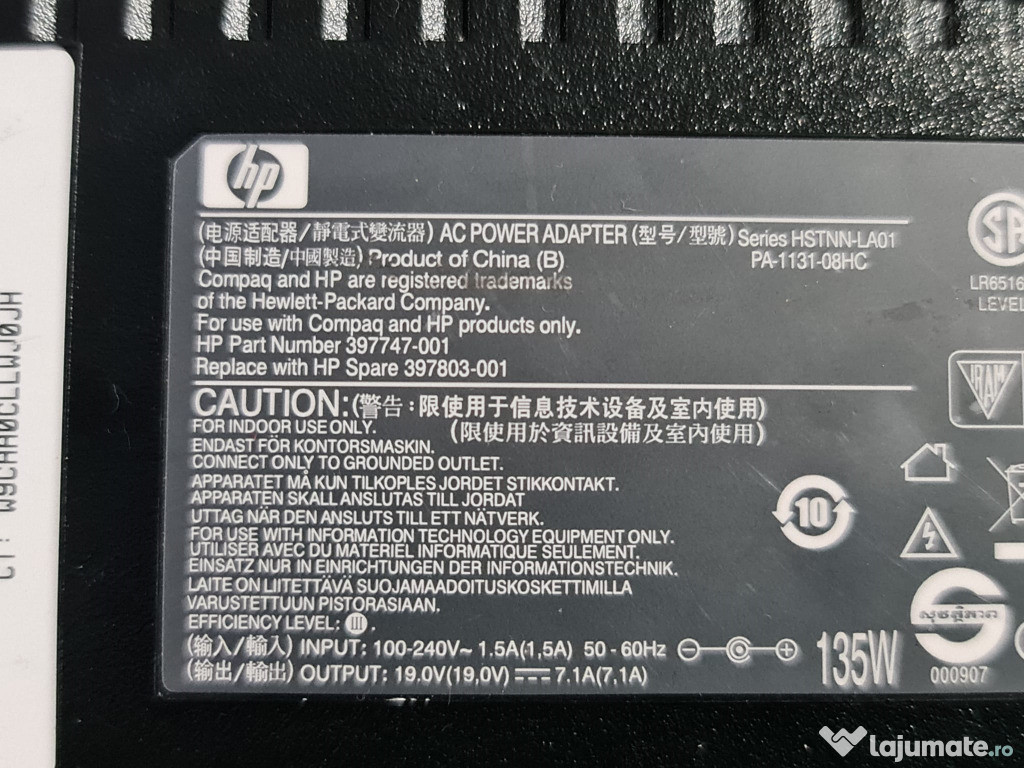 hp
(电源适配器/靜電式變流器) AC POWER ADAPTER (型号/型號) Series HSTNN-LA01
(中国制造/中國製造) Product of China (B) PA-1131-08HC
Compaq and HP are registered trademarks
of the Hewlett-Packard Company.
For use with Compaq and HP products only.
HP Part Number 397747-001
Replace with HP Spare 397803-001
SA
LR6516
LEVEL
IRAM
CAUTION:(警告:限使用于信息技术设备及室内使用)
(限使用於資訊設備及室內使用)
FOR INDOOR USE ONLY.
ENDAST FÖR KONTORSMASKIN.
CONNECT ONLY TO GROUNDED OUTLET.
APPARATET MÅ KUN TILKOPLES JORDET STIKKONTAKT.
APPARATEN SKALL ANSLUTAS TILL JORDAT
UTTAG NÄR DEN ANSLUTS TILL ETT NÄTVERK.
FOR USE WITH INFORMATION TECHNOLOGY EQUIPMENT ONLY.
UTILISER AVEC DU MATERIEL INFORMATIQUE SEULEMENT.
EINSATZ NUR IN EINRICHTUNGEN DER INFORMATIONSTECHNIK.
LAITE ON LIITETTÄVÄ SUOJAMAADOITUSKOSKETTIMILLA
VARUSTETTUUN PISTORASIAAN.
EFFICIENCY LEVEL: III.
(输入/輸入) INPUT: 100-240V~ 1.5A(1,5A) 50 - 60Hz
(输出/輸出) OUTPUT: 19.0V(19,0V) ⎓ 7.1A(7,1A)
135W
10
000907
CT: W9CAA0CLLWJ0JH
lajumate.ro